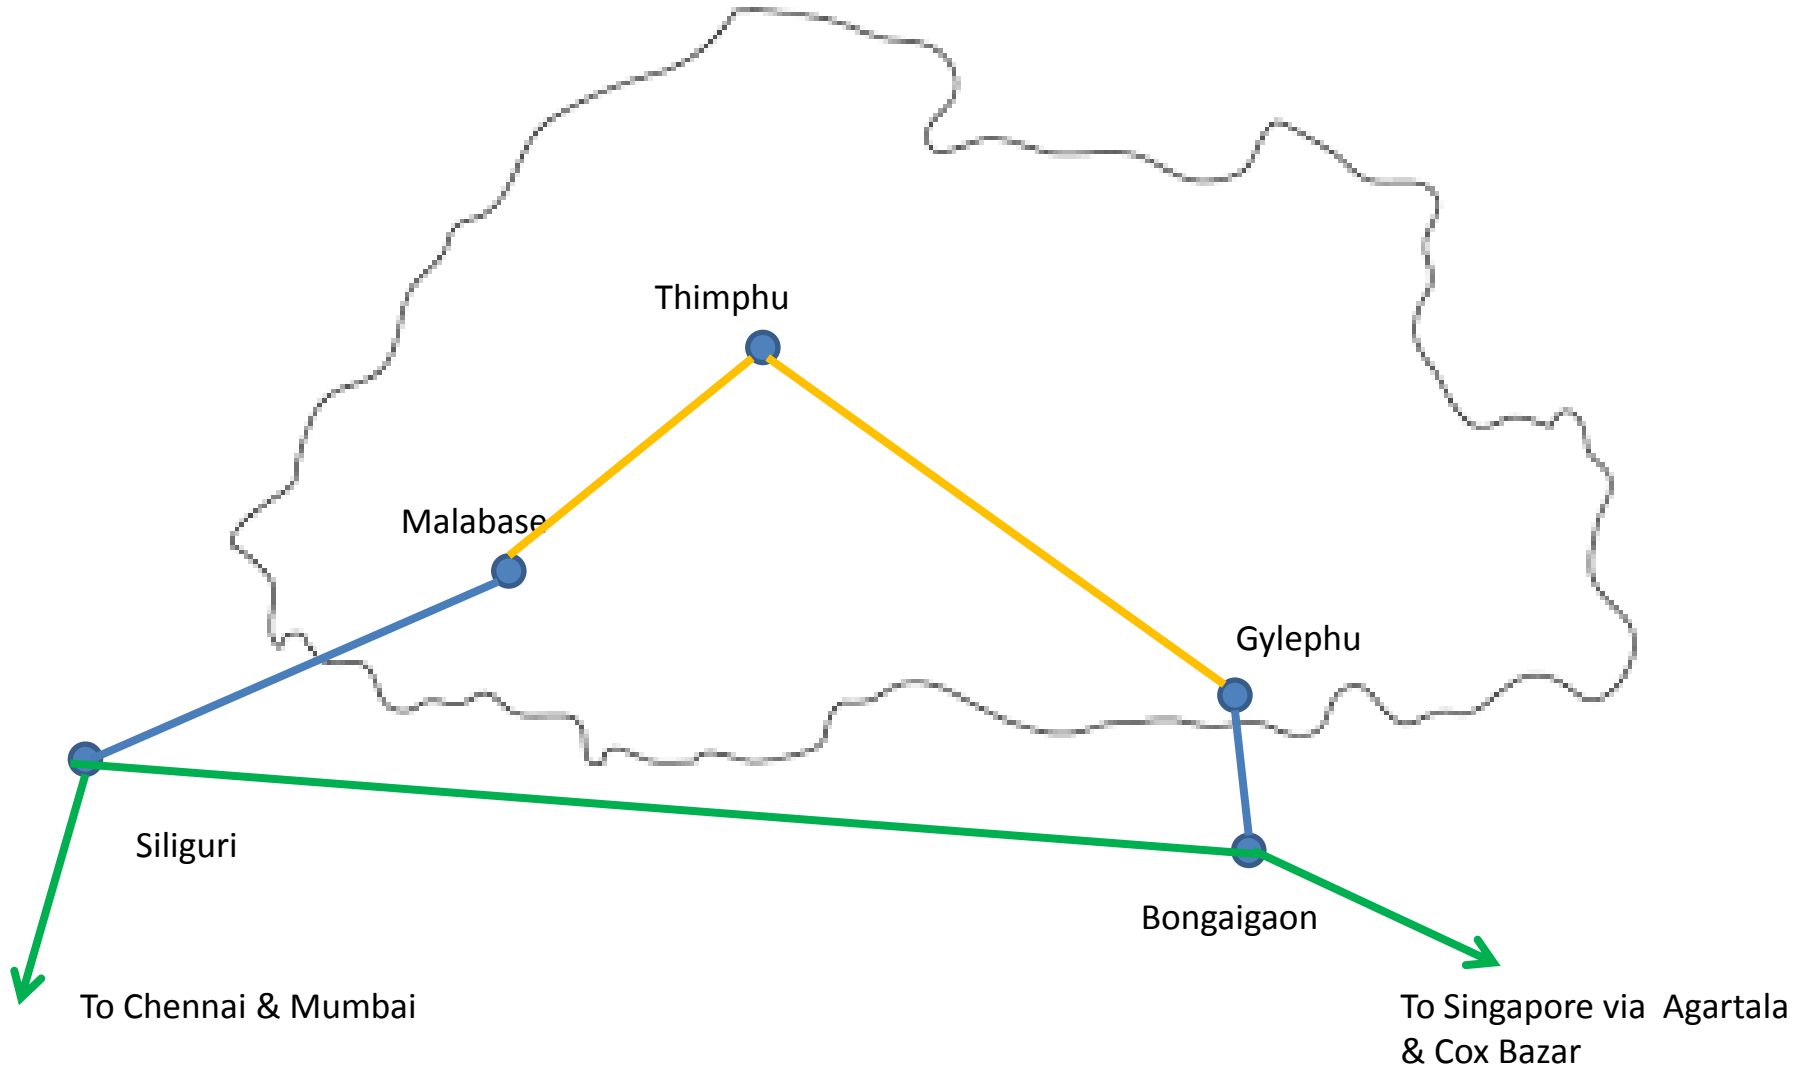 Thimphu
Malabase
Gylephu
Siliguri
Bongaigaon
To Chennai & Mumbai
To Singapore via  Agartala
& Cox Bazar